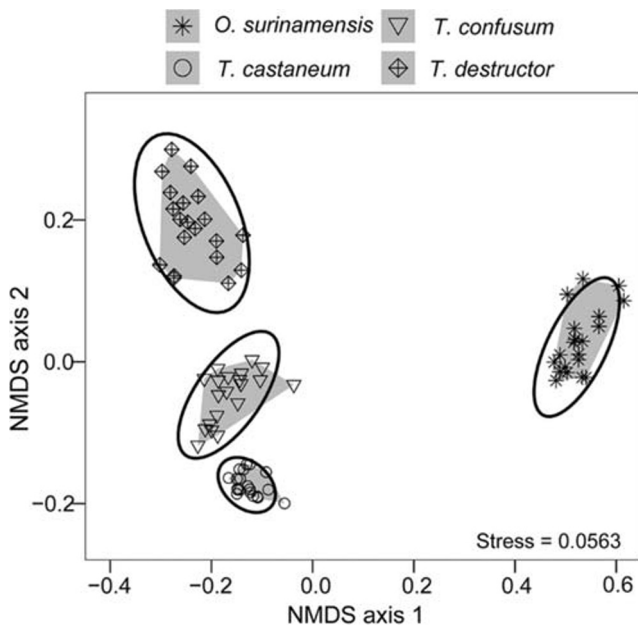 O. surinamensis T. confusum
T. castaneum T. destructor
0.2
0.0
−0.2
NMDS axis 2
Stress = 0.0563
−0.4 −0.2 0.0 0.2 0.4 0.6
NMDS axis 1